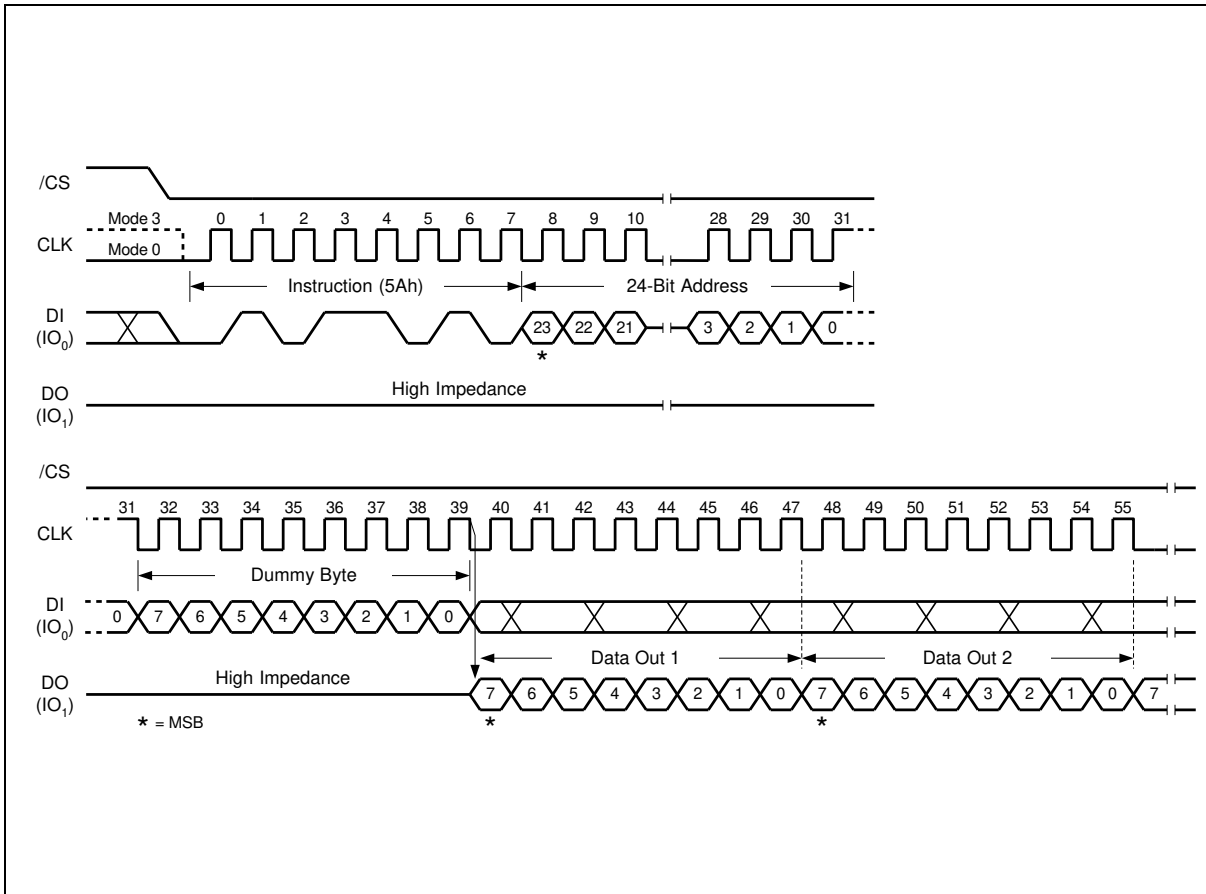 /CS
Mode 3 0 1 2 3 4 5 6 7 8 9 10 28 29 30 31
CLK
Mode 0
Instruction (5Ah) 24-Bit Address
DI
(IO0) 23 22 21 3 2 1 0
*
High Impedance
DO
(IO1)
/CS
31 32 33 34 35 36 37 38 39 40 41 42 43 44 45 46 47 48 49 50 51 52 53 54 55
CLK
Dummy Byte
DI
(IO0) 0 7 6 5 4 3 2 1 0
Data Out 1 Data Out 2
High Impedance
DO
(IO1) 7 6 5 4 3 2 1 0 7 6 5 4 3 2 1 0 7
* = MSB * *